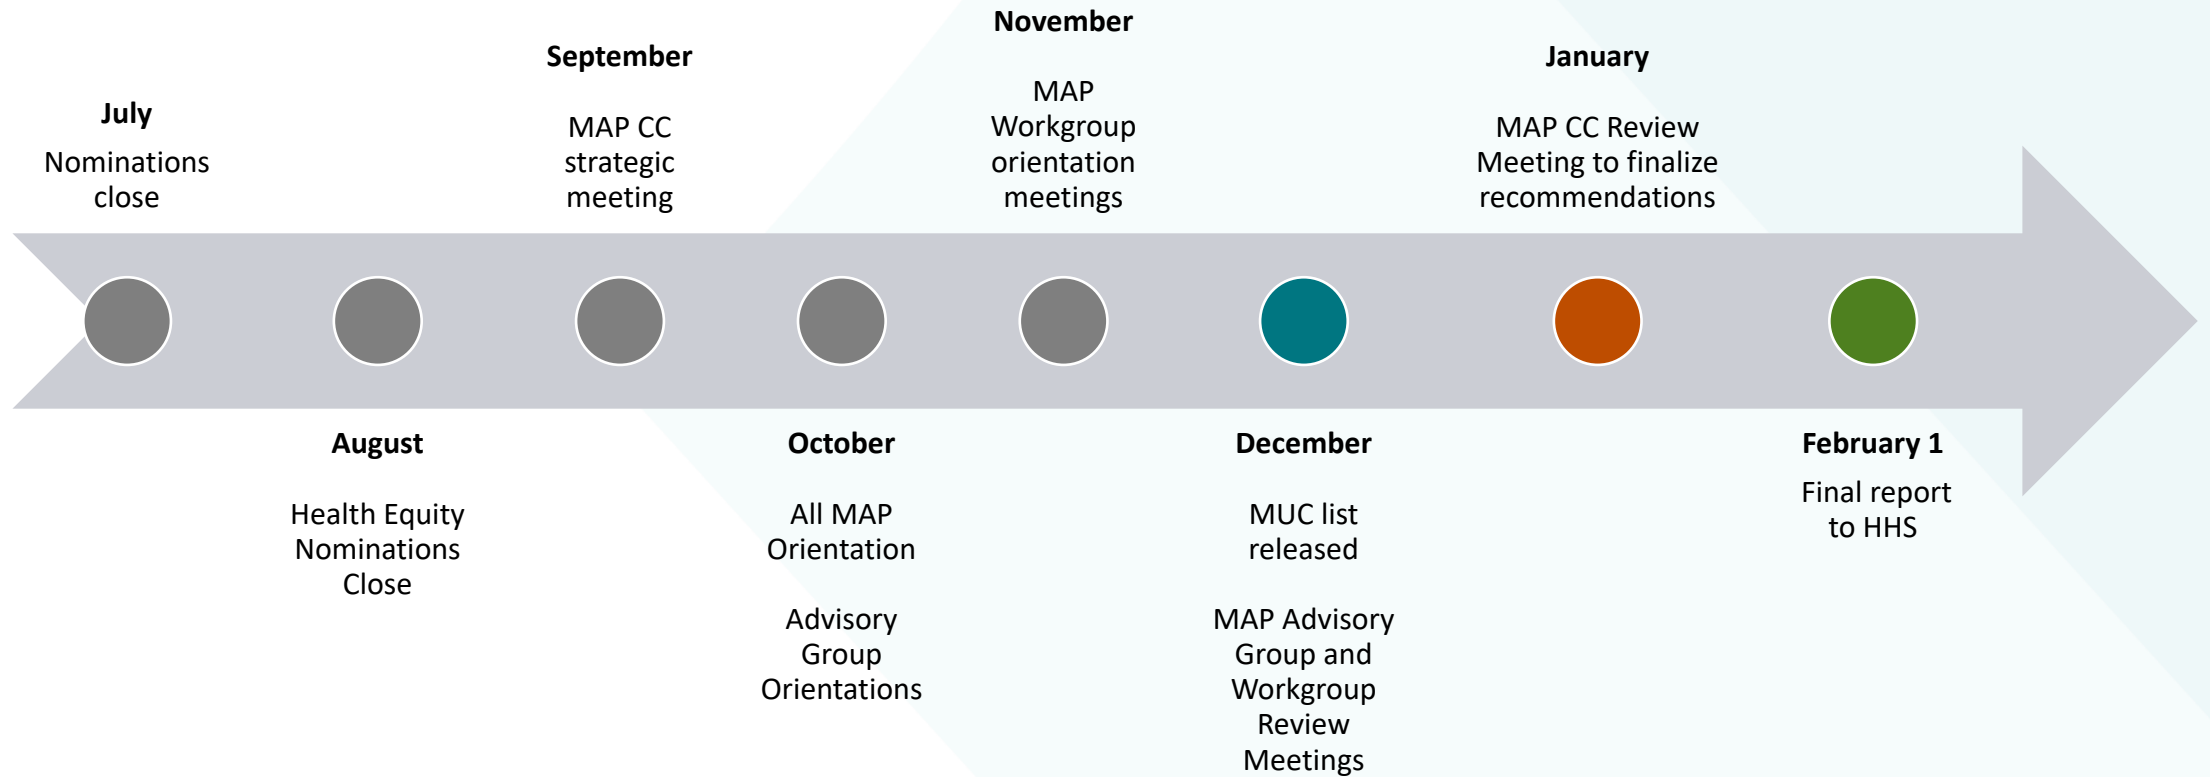 July
Nominations
close
August
Health Equity
Nominations
Close
September
MAP CC
strategic
meeting
October
All MAP
Orientation
Advisory
Group
Orientations
November
MAP
Workgroup
orientation
meetings
December
MUC list
released
MAP Advisory
Group and
Workgroup
Review
Meetings
January
MAP CC Review
Meeting to finalize
recommendations
February 1
Final report
to HHS